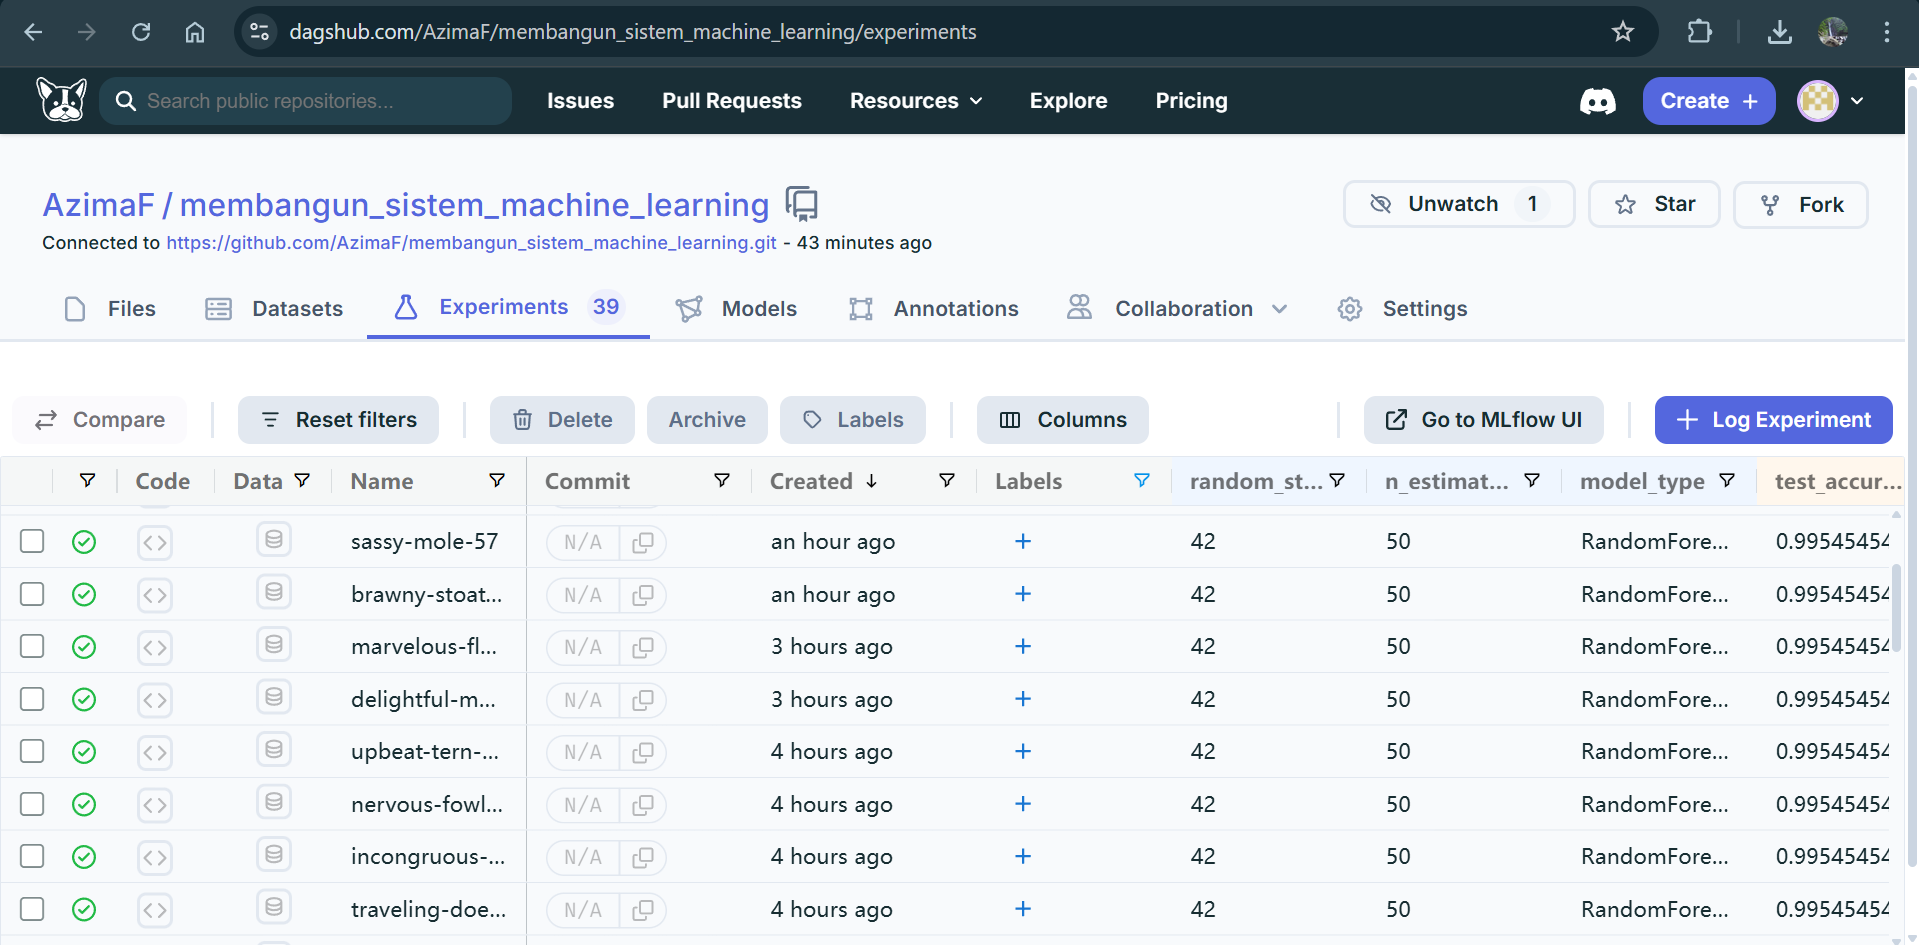 dagshub.com/AzimaF/membangun_sistem_machine_learning/experiments
Search public repositories... Issues Pull Requests Resources Explore Pricing Create +
AzimaF / membangun_sistem_machine_learning
Unwatch 1 Star Fork
Connected to https://github.com/AzimaF/membangun_sistem_machine_learning.git - 43 minutes ago
Files Datasets Experiments 39 Models Annotations Collaboration Settings
Compare Reset filters Delete Archive Labels Columns Go to MLflow UI + Log Experiment
Code Data Name Commit Created ↓ Labels random_st... n_estimat... model_type test_accur...
sassy-mole-57 N/A an hour ago + 42 50 RandomFore... 0.99545454
brawny-stoat... N/A an hour ago + 42 50 RandomFore... 0.99545454
marvelous-fl... N/A 3 hours ago + 42 50 RandomFore... 0.99545454
delightful-m... N/A 3 hours ago + 42 50 RandomFore... 0.99545454
upbeat-tern-... N/A 4 hours ago + 42 50 RandomFore... 0.99545454
nervous-fowl... N/A 4 hours ago + 42 50 RandomFore... 0.99545454
incongruous-... N/A 4 hours ago + 42 50 RandomFore... 0.99545454
traveling-doe... N/A 4 hours ago + 42 50 RandomFore... 0.99545454